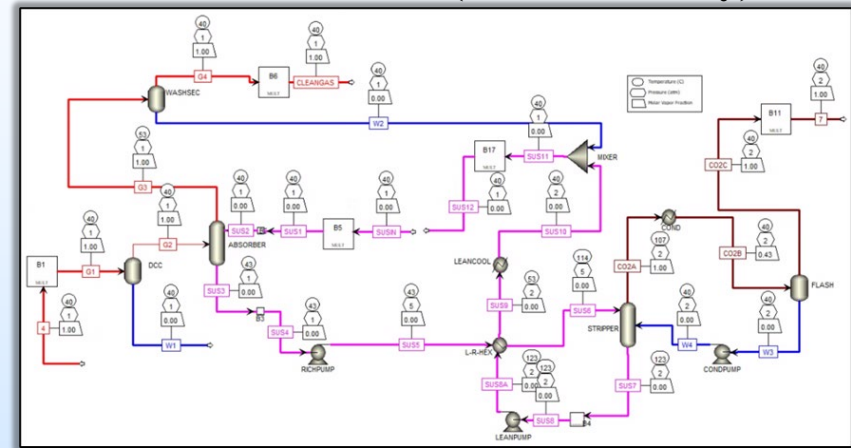 40
1
1.00
G4
B6
MULT
40
1
1.00
CLEANGAS
WASHSEC
40
1
0.00
W2
Temperature (C)
Pressure (atm)
Molar Vapor Fraction
40
2
1.00
B11
MULT
7
40
1
0.00
SUS11
B17
MULT
MIXER
53
1
1.00
G3
40
1
1.00
G2
40
1
0.00
SUS2
40
1
0.00
SUS1
B5
MULT
40
1
0.00
SUSIN
40
1
0.00
SUS12
40
2
0.00
SUS10
40
2
1.00
CO2C
COND
ABSORBER
B1
MULT
40
1
1.00
G1
DCC
LEANCOOL
107
2
1.00
CO2A
40
2
0.43
CO2B
FLASH
43
1
0.00
SUS3
53
2
0.00
SUS9
114
5
0.00
SUS6
40
1
1.00
4
40
1
0.00
W1
B3
43
1
0.00
SUS4
RICHPUMP
43
5
0.00
SUS5
L-R-HEX
STRIPPER
40
2
0.00
W4
CONDPUMP
40
2
0.00
W3
123
2
0.00
SUS8A
123
2
0.00
SUS8
LEANPUMP
B4
123
2
0.00
SUS7